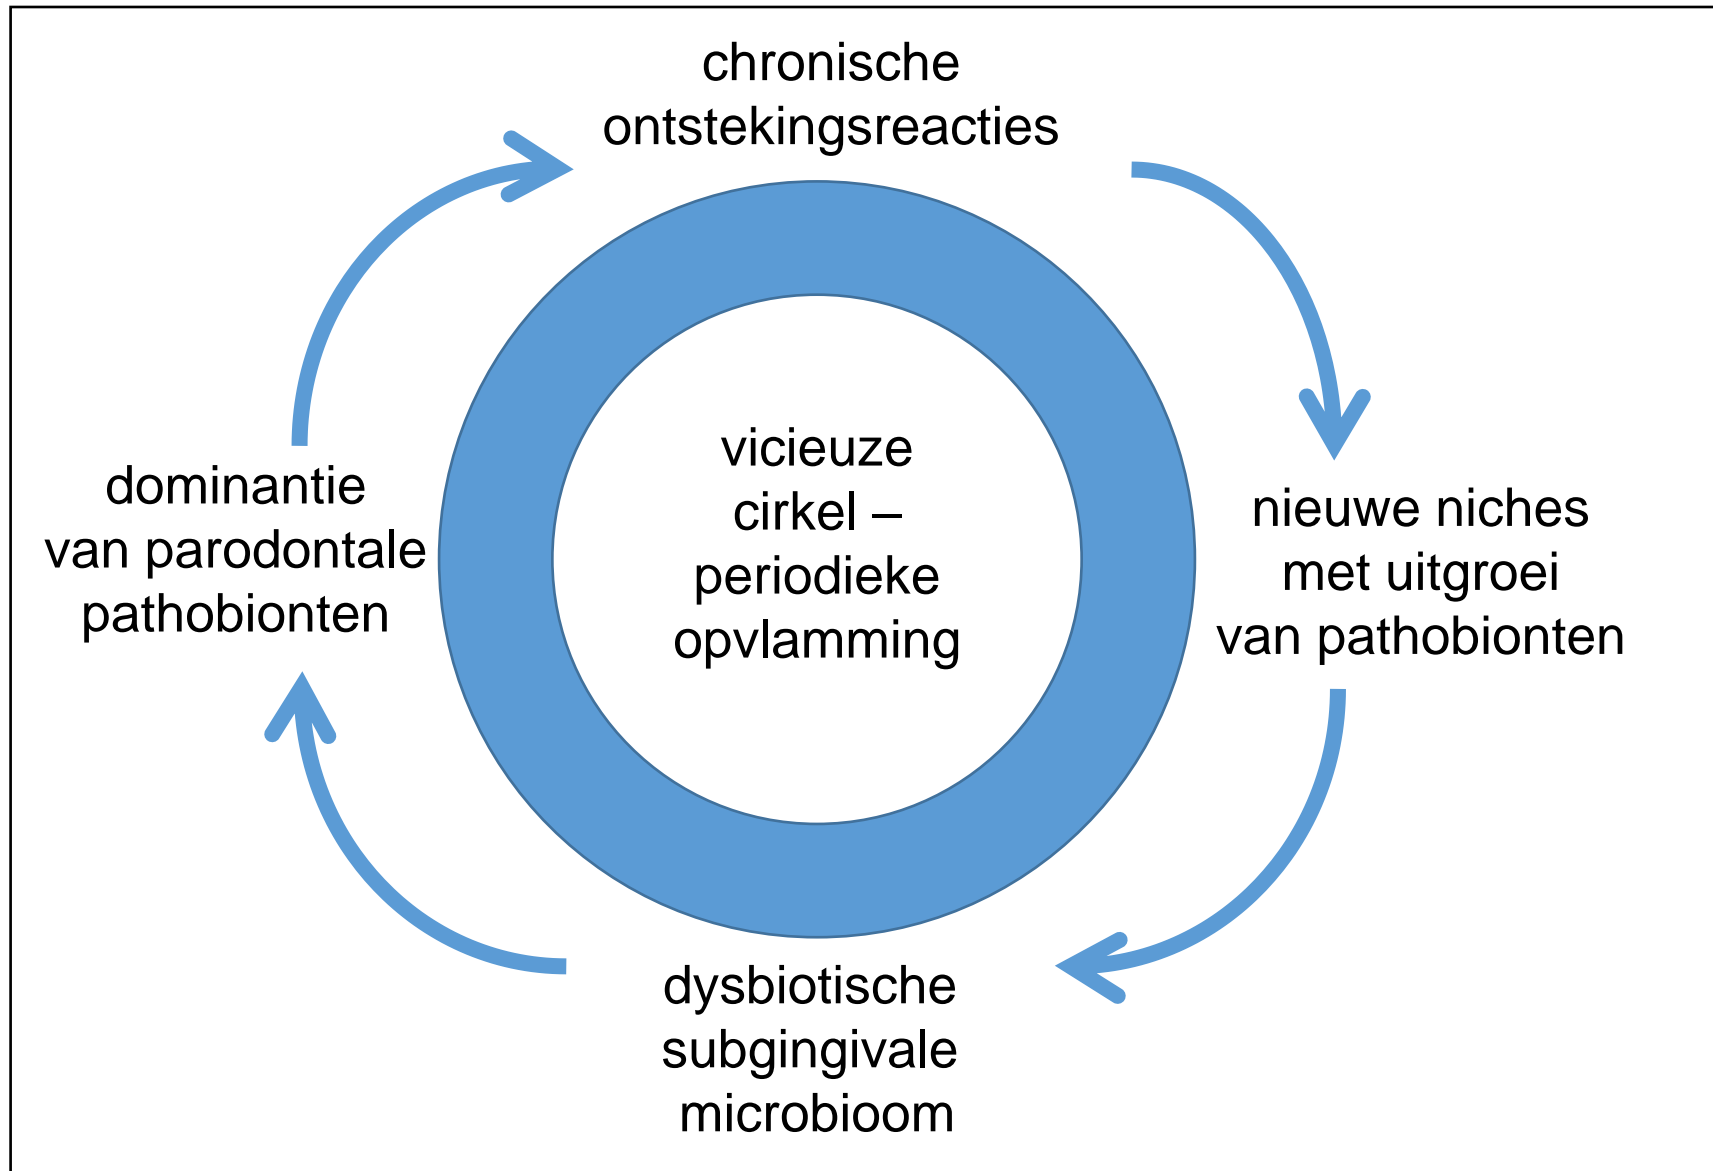 chronische
ontstekingsreacties
nieuwe niches
met uitgroei
van pathobionten
dysbiotische
subgingivale
microbioom
dominantie
van parodontale
pathobionten
vicieuze
cirkel –
periodieke
opvlamming